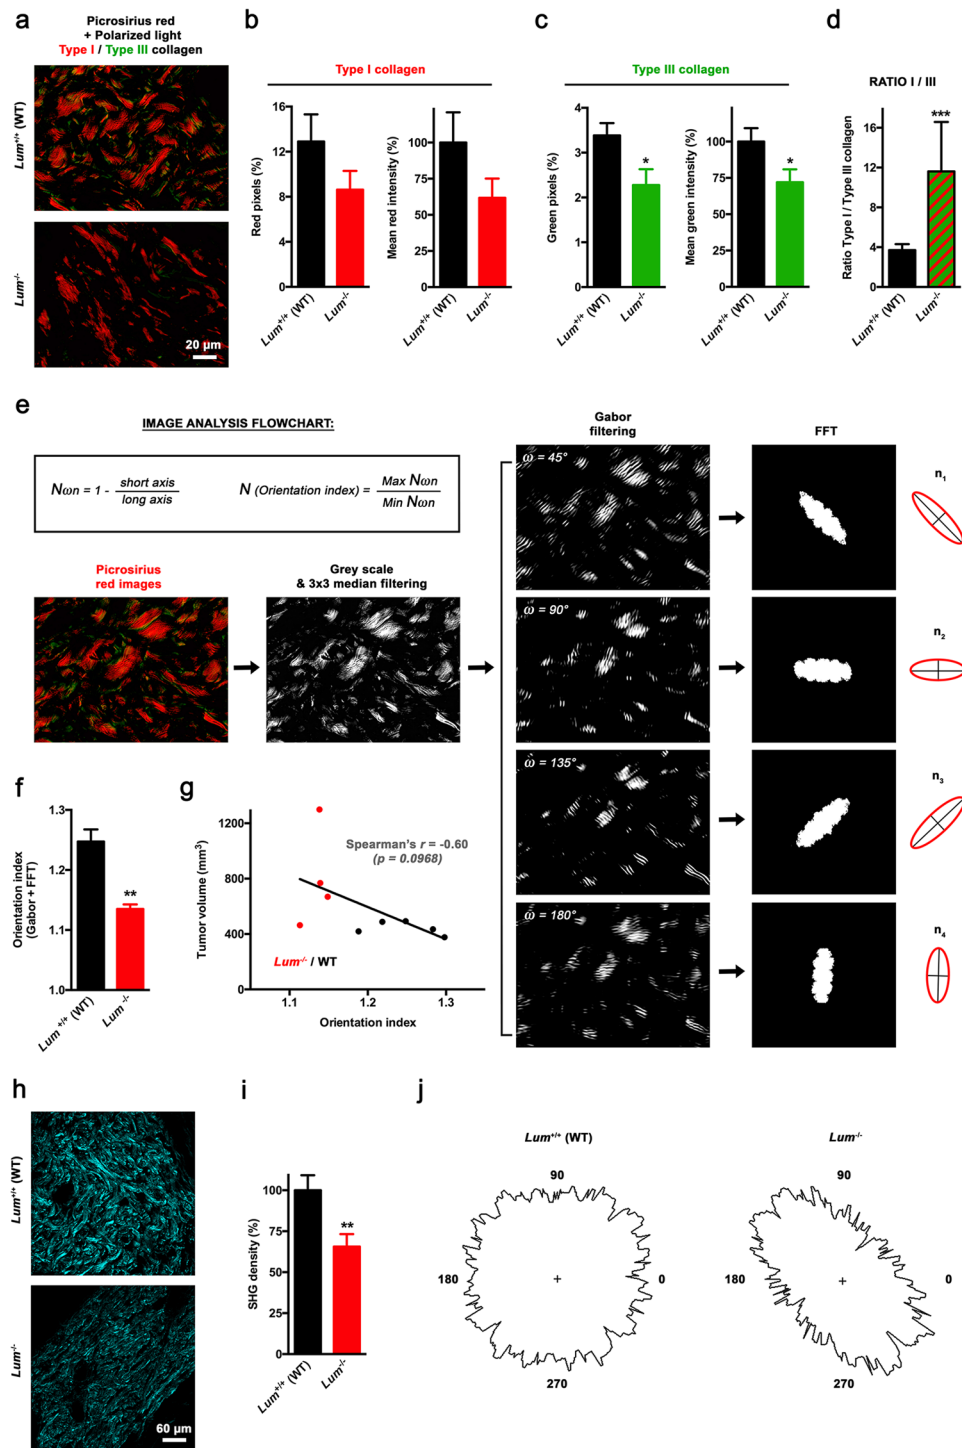 a
Picrosirius red
+ Polarized light
Type I / Type III collagen
Lum+/+ (WT)
Lum-/-
20 µm
b
Type I collagen
Red pixels (%)
16
12
8
4
0
Lum+/+ (WT)
Lum-/-
Mean red intensity (%)
100
75
50
25
0
Lum+/+ (WT)
Lum-/-
c
Type III collagen
Green pixels (%)
4
3
2
1
0
*
Lum+/+ (WT)
Lum-/-
Mean green intensity (%)
100
75
50
25
0
*
Lum+/+ (WT)
Lum-/-
d
RATIO I / III
Ratio Type I / Type III collagen
16
12
8
4
0
***
Lum+/+ (WT)
Lum-/-
e
IMAGE ANALYSIS FLOWCHART:
Nωn = 1 - short axis / long axis
N (Orientation index) = Max Nωn / Min Nωn
Picrosirius
red images
Grey scale
& 3x3 median filtering
Gabor
filtering
FFT
ω = 45°
n1
ω = 90°
n2
ω = 135°
n3
ω = 180°
n4
f
Orientation index
(Gabor + FFT)
1.3
1.2
1.1
1.0
**
Lum+/+ (WT)
Lum-/-
g
Tumor volume (mm3)
1200
800
400
0
Spearman's r = -0.60
(p = 0.0968)
Lum-/- / WT
1.1
1.2
1.3
Orientation index
h
Lum+/+ (WT)
Lum-/-
60 µm
i
SHG density (%)
100
75
50
25
0
**
Lum+/+ (WT)
Lum-/-
j
Lum+/+ (WT)
90
180
+
0
270
Lum-/-
90
180
+
0
270